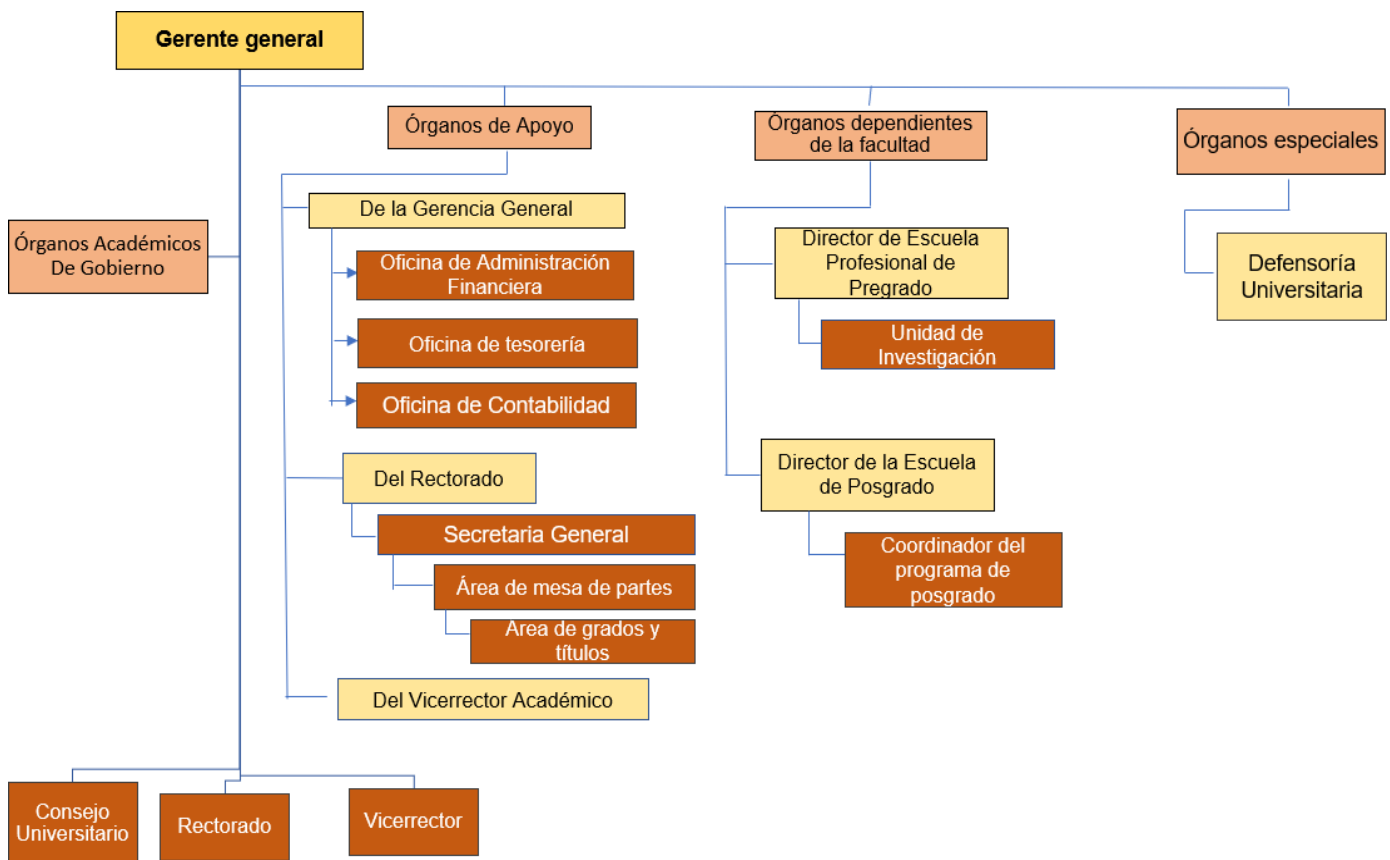 Gerente general
Órganos de Apoyo
Órganos dependientes
de la facultad
Órganos especiales
De la Gerencia General
Órganos Académicos
De Gobierno
Oficina de Administración
Financiera
Oficina de tesorería
Oficina de Contabilidad
Director de Escuela
Profesional de
Pregrado
Unidad de
Investigación
Defensoría
Universitaria
Del Rectorado
Secretaria General
Área de mesa de partes
Area de grados y
títulos
Del Vicerrector Académico
Director de la Escuela
de Posgrado
Coordinador del
programa de
posgrado
Consejo
Universitario
Rectorado
Vicerrector